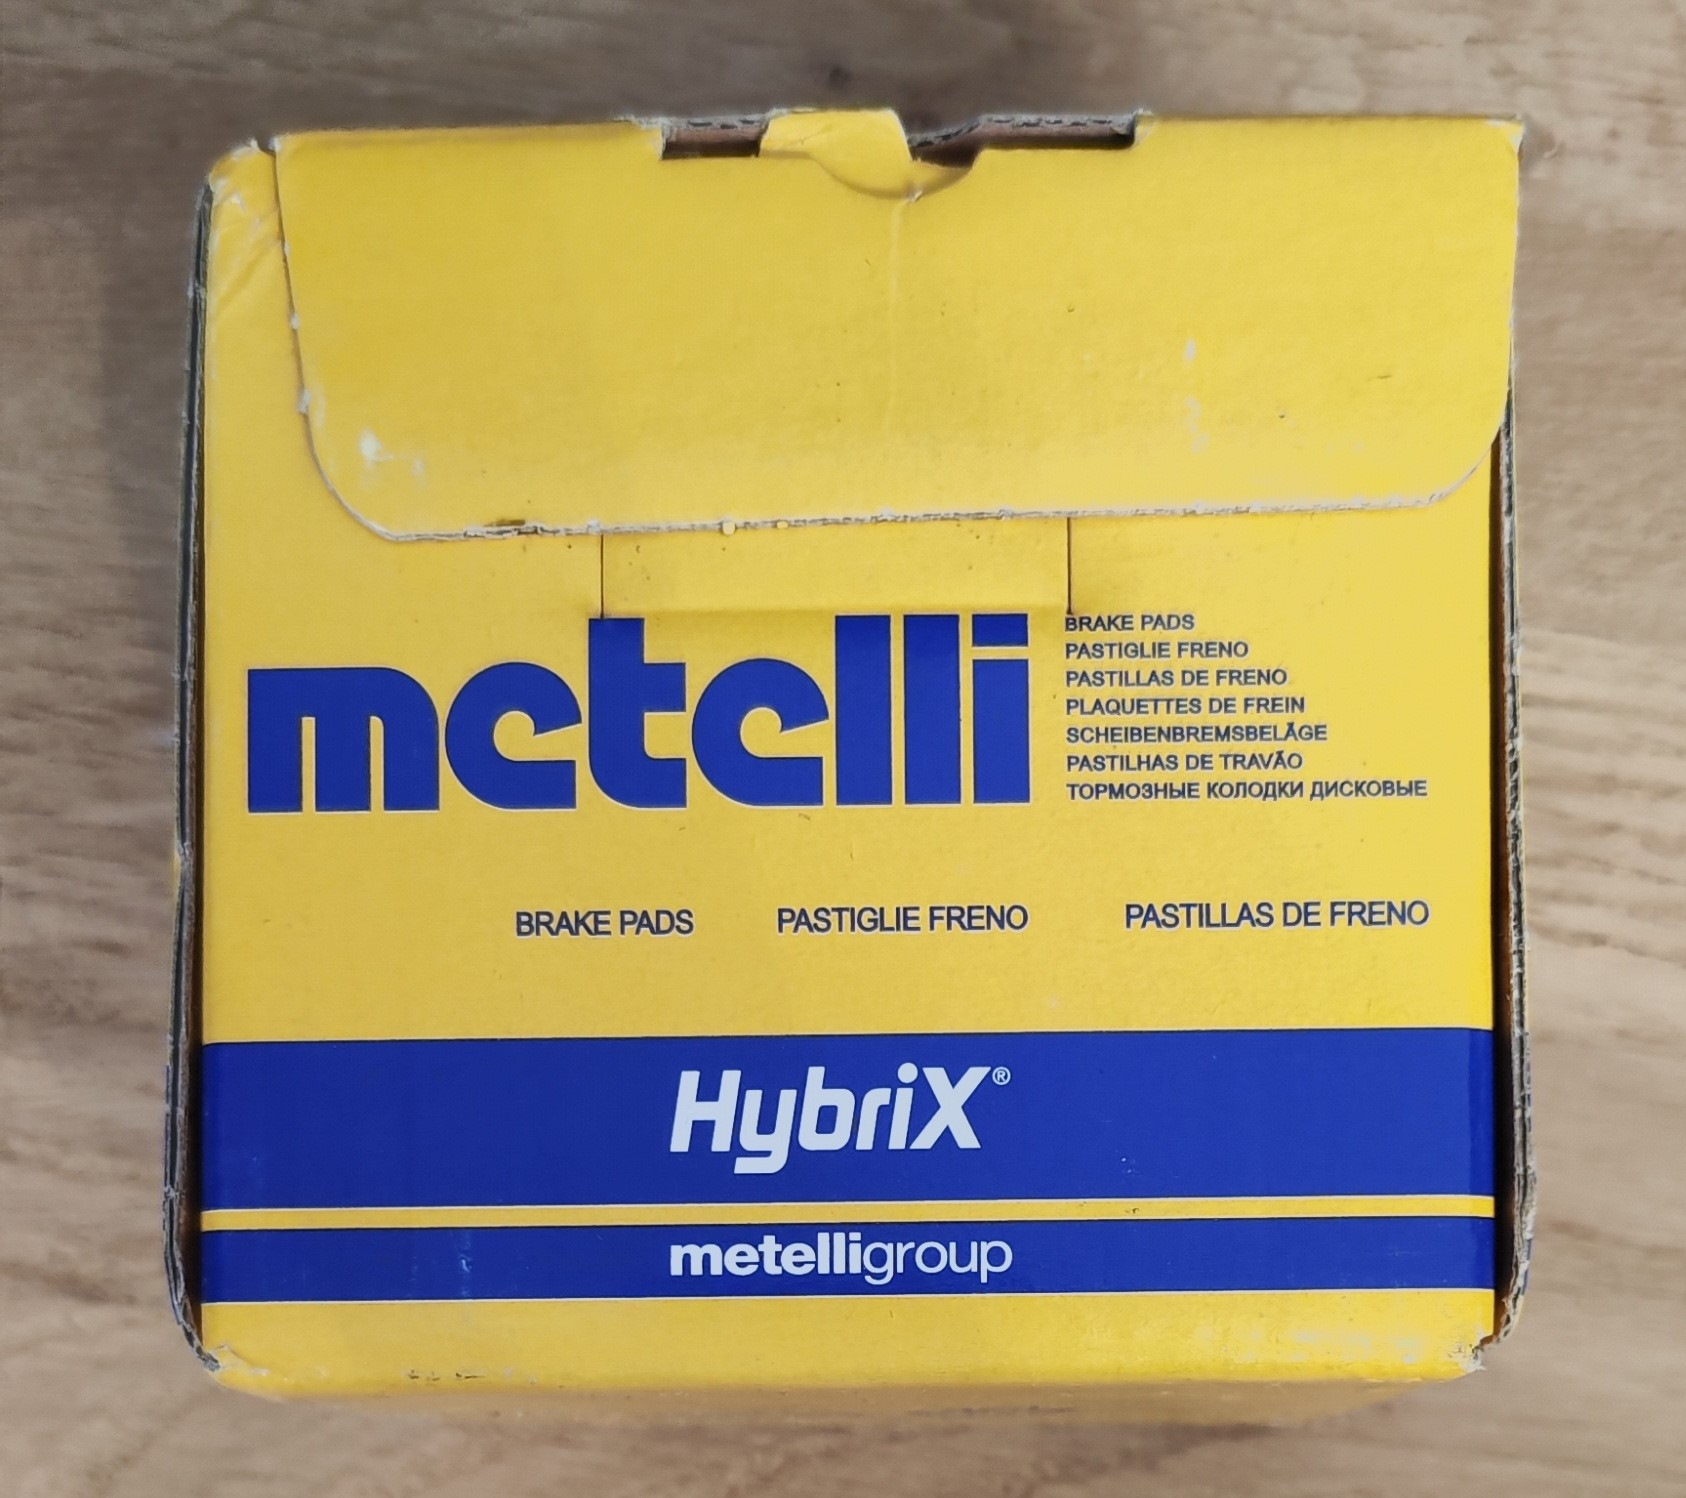 metelli
BRAKE PADS
PASTIGLIE FRENO
PASTILLAS DE FRENO
PLAQUETTES DE FREIN
SCHEIBENBREMSBELÄGE
PASTILHAS DE TRAVÃO
ТОРМОЗНЫЕ КОЛОДКИ ДИСКОВЫЕ
BRAKE PADS PASTIGLIE FRENO PASTILLAS DE FRENO
HybriX®
metelligroup